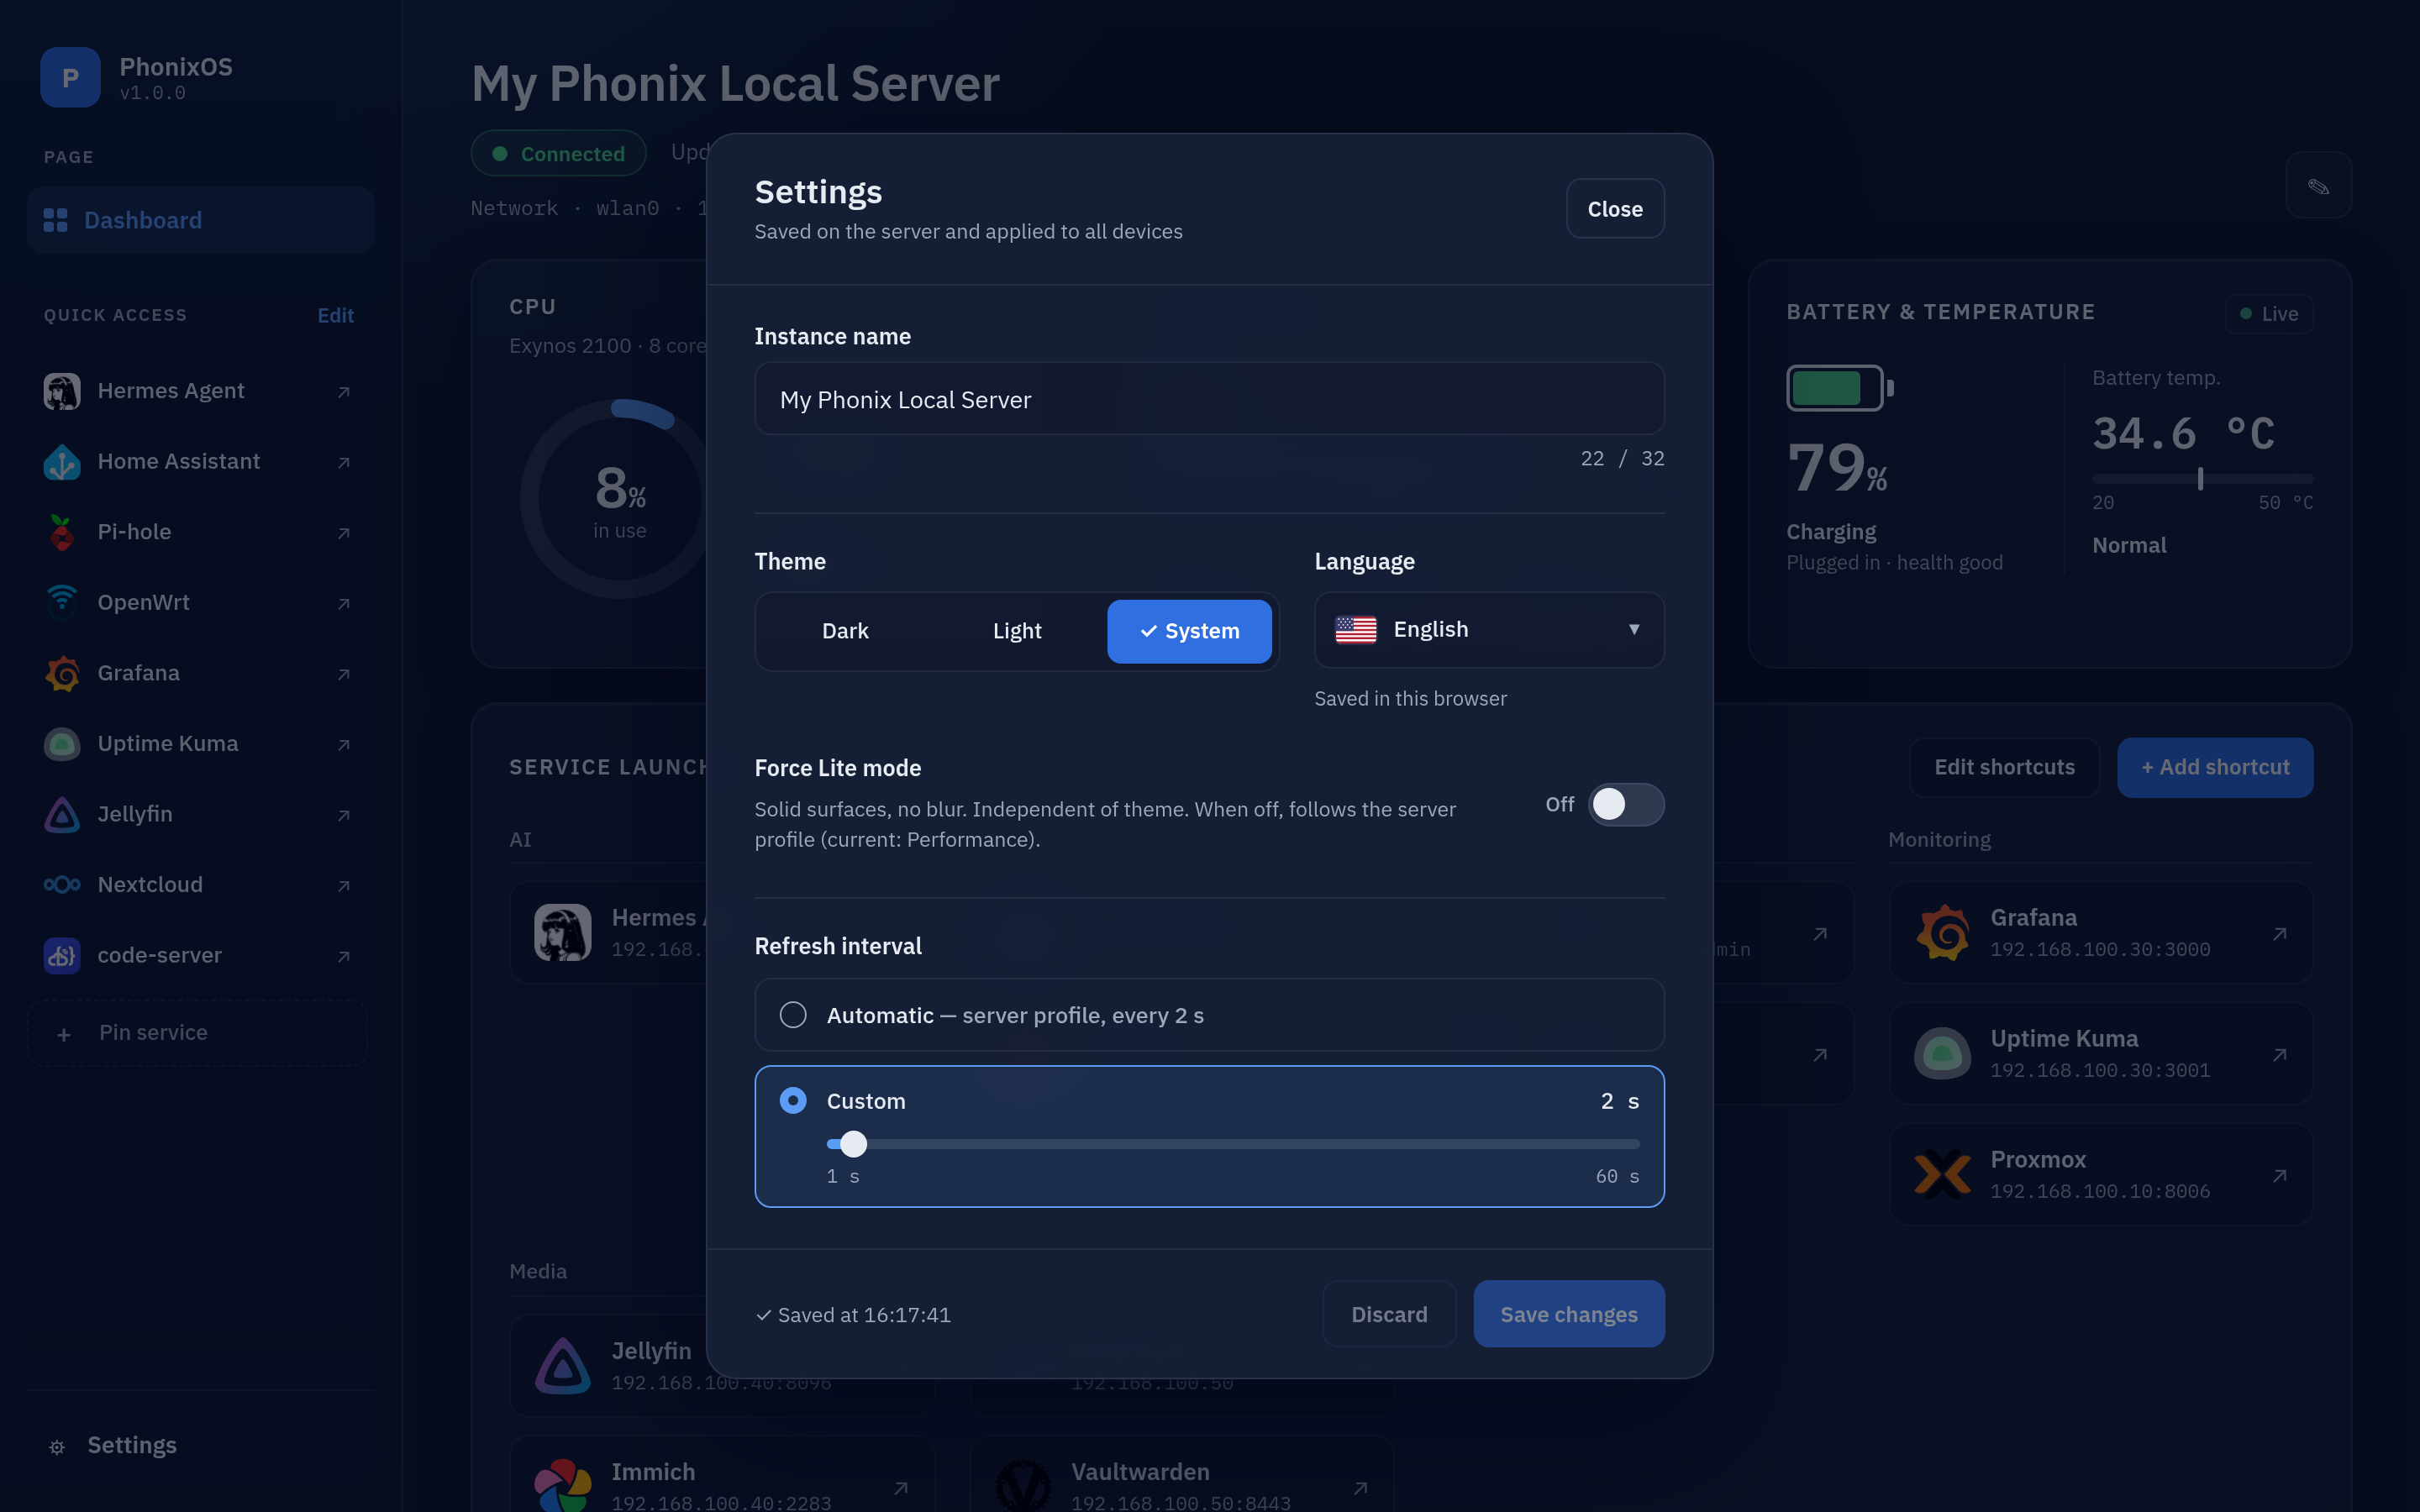 P
PhonixOS
v1.0.0
PAGE
Dashboard
QUICK ACCESS
Edit
Hermes Agent
Home Assistant
Pi-hole
OpenWrt
Grafana
Uptime Kuma
Jellyfin
Nextcloud
code-server
+ Pin service
Settings
My Phonix Local Server
Connected
Network · wlan0 ·
CPU
Exynos 2100 · 8 core
8%
in use
BATTERY & TEMPERATURE
Live
79%
Charging
Plugged in · health good
Battery temp.
34.6 °C
20 50 °C
Normal
SERVICE
Edit shortcuts
+ Add shortcut
AI
Hermes
192.168.
Monitoring
Grafana
192.168.100.30:3000
Uptime Kuma
192.168.100.30:3001
Proxmox
192.168.100.10:8006
Media
Jellyfin
192.168.100.40:8096
192.168.100.50
Immich
192.168.100.40:2283
Vaultwarden
192.168.100.50:8443
Settings
Saved on the server and applied to all devices
Close
Instance name
My Phonix Local Server
22 / 32
Theme
Dark
Light
✓ System
Language
English
Saved in this browser
Force Lite mode
Solid surfaces, no blur. Independent of theme. When off, follows the server
profile (current: Performance).
Off
Refresh interval
Automatic — server profile, every 2 s
Custom
2 s
1 s
60 s
✓ Saved at 16:17:41
Discard
Save changes